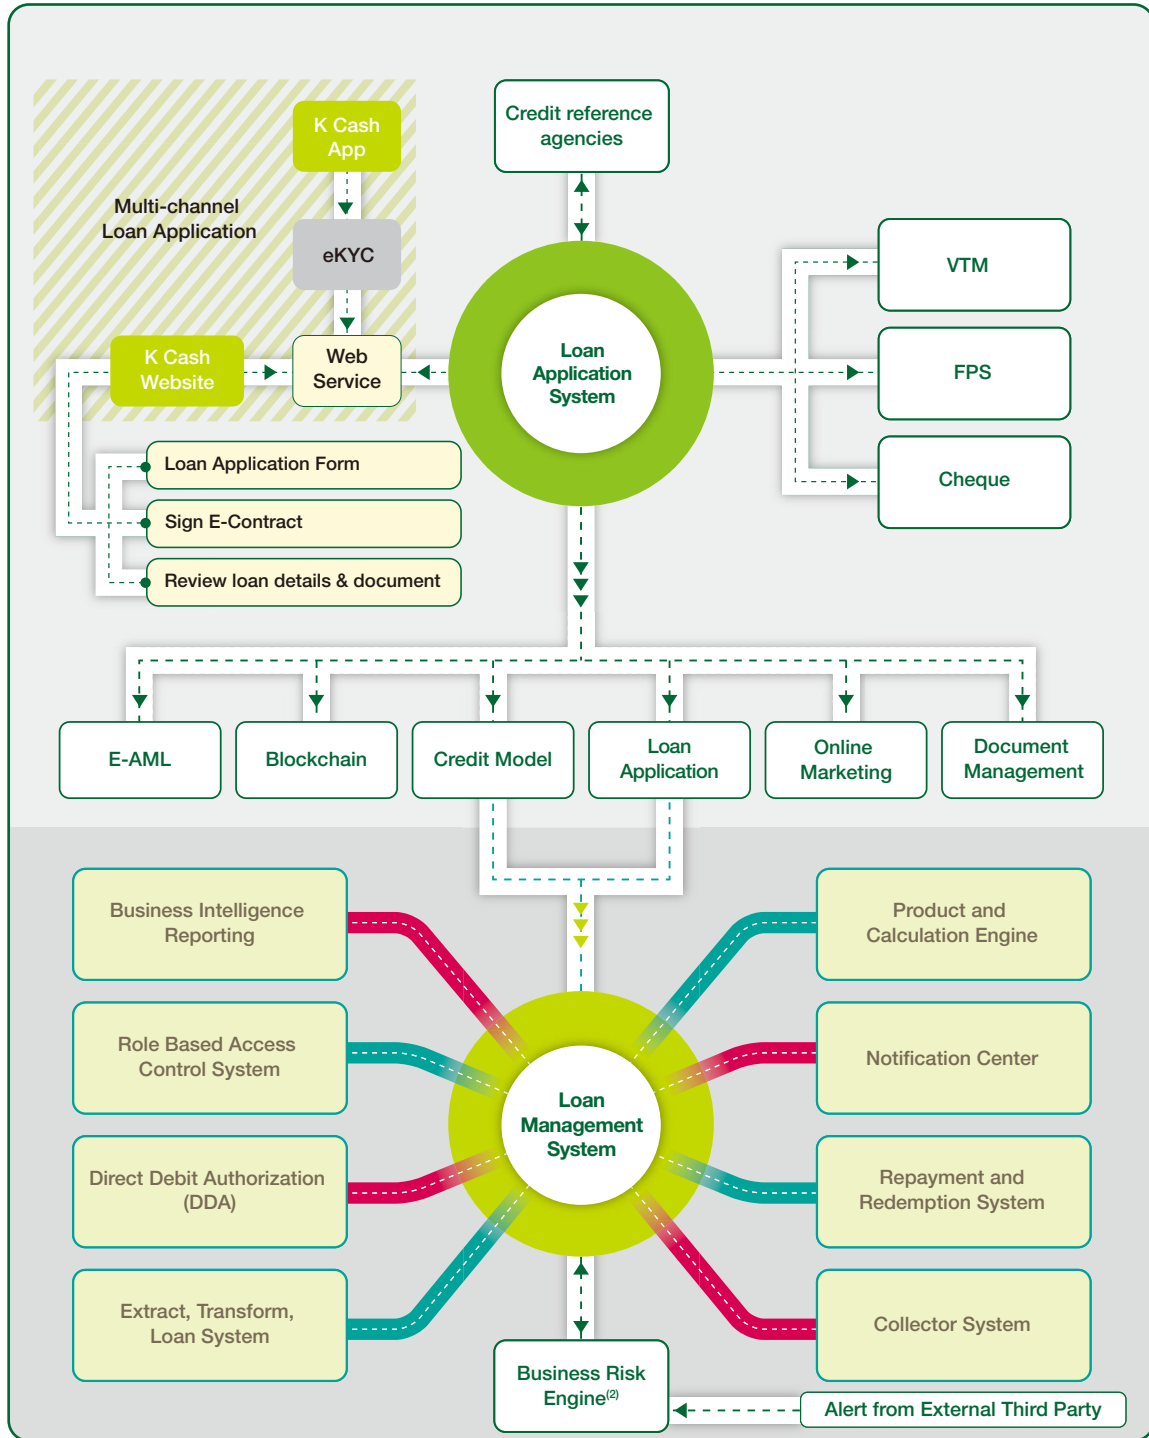 K Cash
App
Credit reference
agencies
Multi-channel
Loan Application
eKYC
VTM
K Cash
Website
Web
Service
Loan
Application
System
FPS
Loan Application Form
Cheque
Sign E-Contract
Review loan details & document
E-AML
Blockchain
Credit Model
Loan
Application
Online
Marketing
Document
Management
Business Intelligence
Reporting
Product and
Calculation Engine
Role Based Access
Control System
Notification Center
Loan
Management
System
Direct Debit Authorization
(DDA)
Repayment and
Redemption System
Extract, Transform,
Loan System
Collector System
Business Risk
Engine(2)
Alert from External Third Party